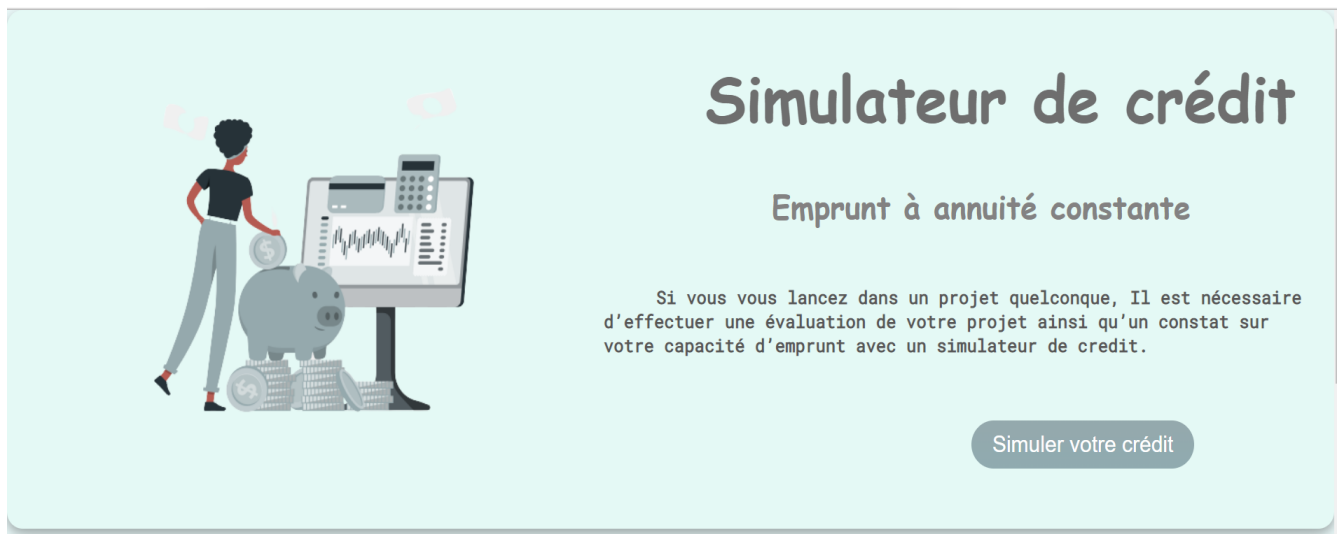 Simulateur de crédit
Emprunt à annuité constante
Si vous vous lancez dans un projet quelconque, Il est nécessaire
d’effectuer une évaluation de votre projet ainsi qu’un constat sur
votre capacité d’emprunt avec un simulateur de credit.
Simuler votre crédit